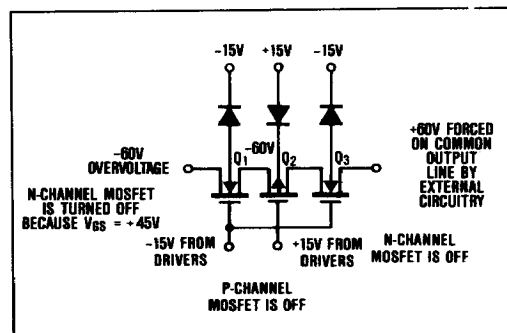 -15V +15V -15V
-60V
OVERVOLTAGE
Q1
-60V
Q2
Q3
+60V FORCED
ON COMMON
OUTPUT
LINE BY
EXTERNAL
CIRCUITRY
N-CHANNEL MOSFET
IS TURNED OFF
BECAUSE VGS = +45V
-15V FROM
DRIVERS
+15V FROM
DRIVERS
N-CHANNEL
MOSFET IS OFF
P-CHANNEL
MOSFET IS OFF